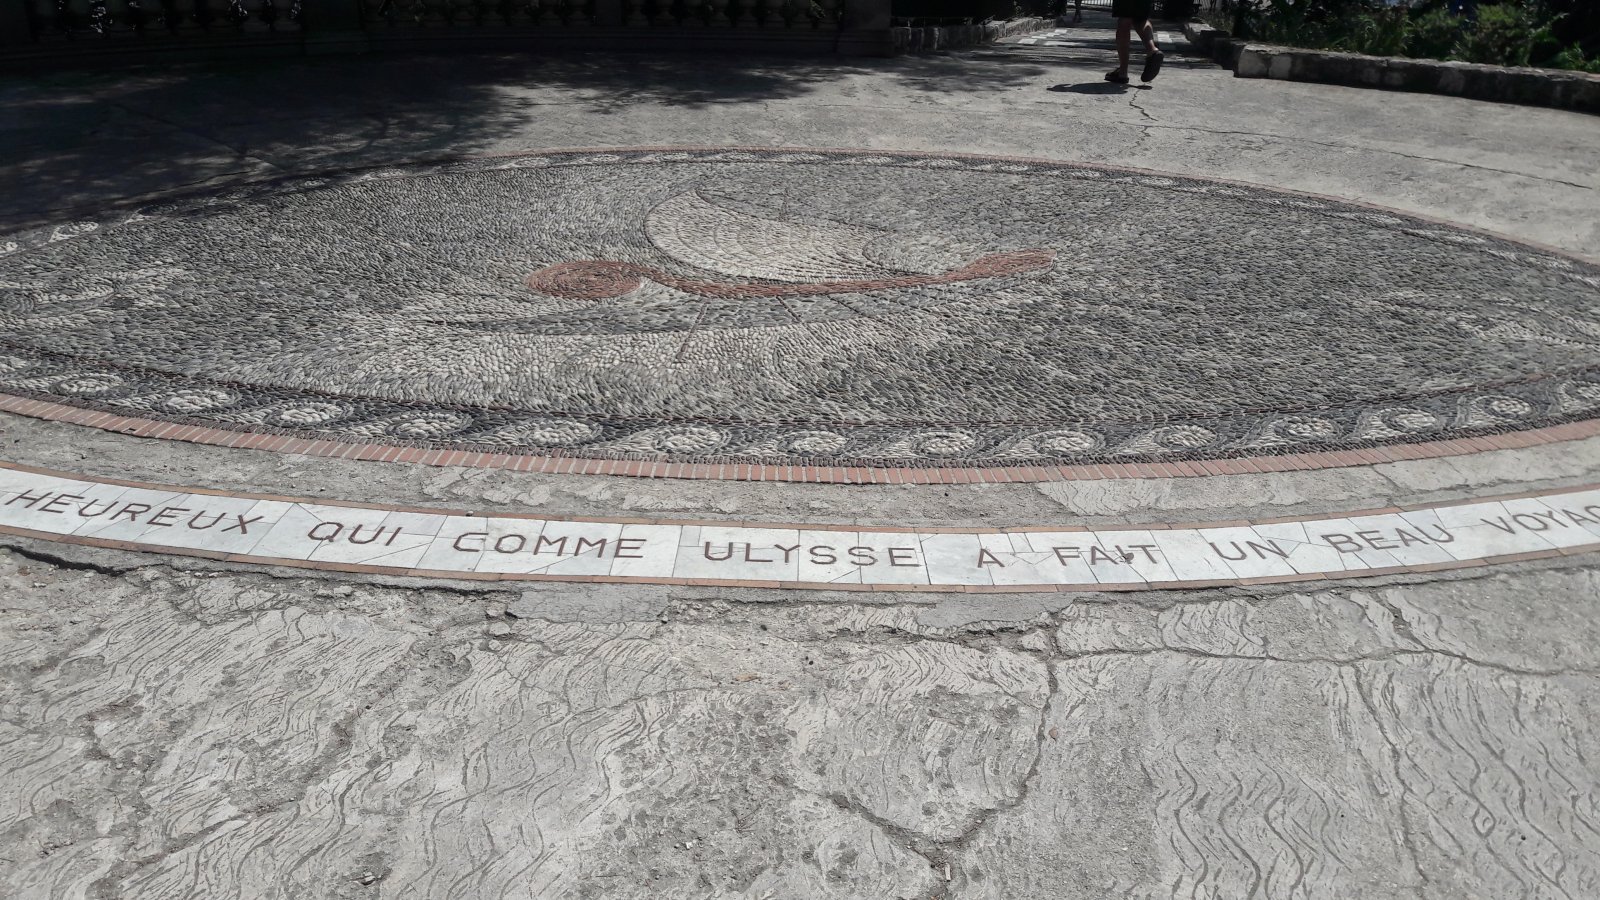 HEUREUX QUI COMME ULYSSE A FAIT UN BEAU VOYAG